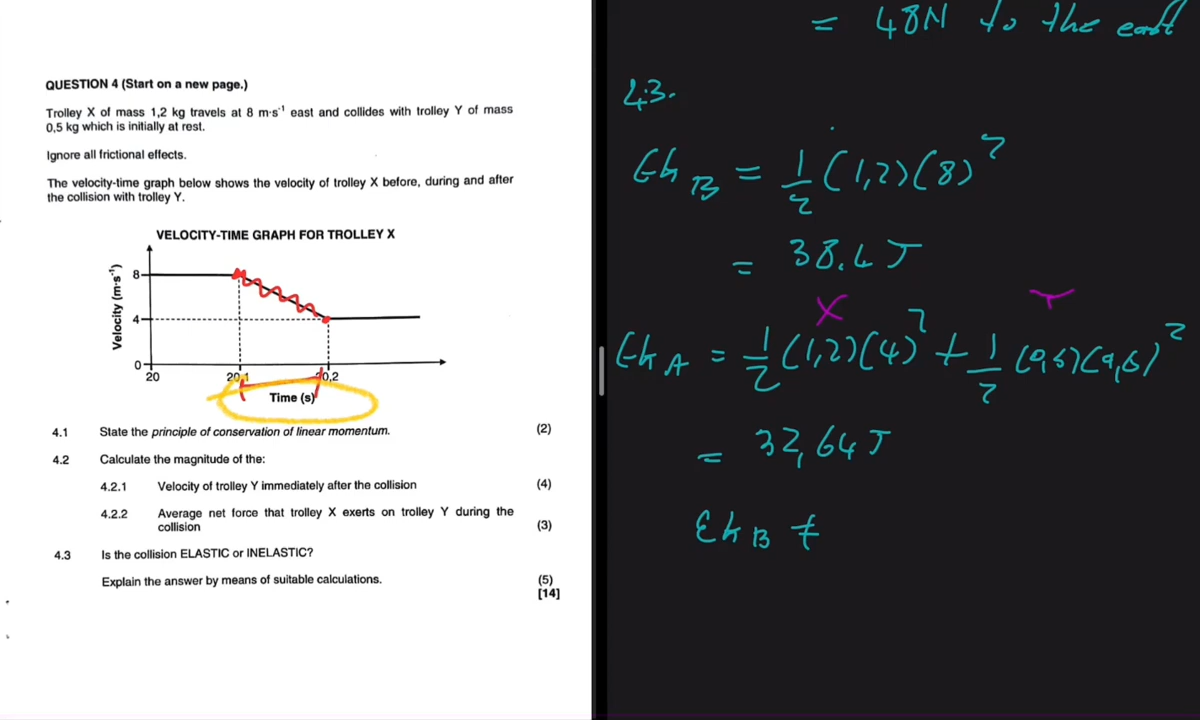 QUESTION 4 (Start on a new page.)
Trolley X of mass 1,2 kg travels at 8 m·s⁻¹ east and collides with trolley Y of mass
0,5 kg which is initially at rest.
Ignore all frictional effects.
The velocity-time graph below shows the velocity of trolley X before, during and after
the collision with trolley Y.
VELOCITY-TIME GRAPH FOR TROLLEY X
Velocity (m·s⁻¹)
8
4
0
20 20,1 20,2
Time (s)
4.1 State the principle of conservation of linear momentum. (2)
4.2 Calculate the magnitude of the:
4.2.1 Velocity of trolley Y immediately after the collision (4)
4.2.2 Average net force that trolley X exerts on trolley Y during the
collision (3)
4.3 Is the collision ELASTIC or INELASTIC?
Explain the answer by means of suitable calculations. (5)
[14]
= 48N to the east
4.3.
EkB = 1/2 (1,2)(8)²
= 38.4 J
X Y
EkA = 1/2 (1,2)(4)² + 1/2 (0,5)(9,6)²
= 32,64 J
EkB ≠